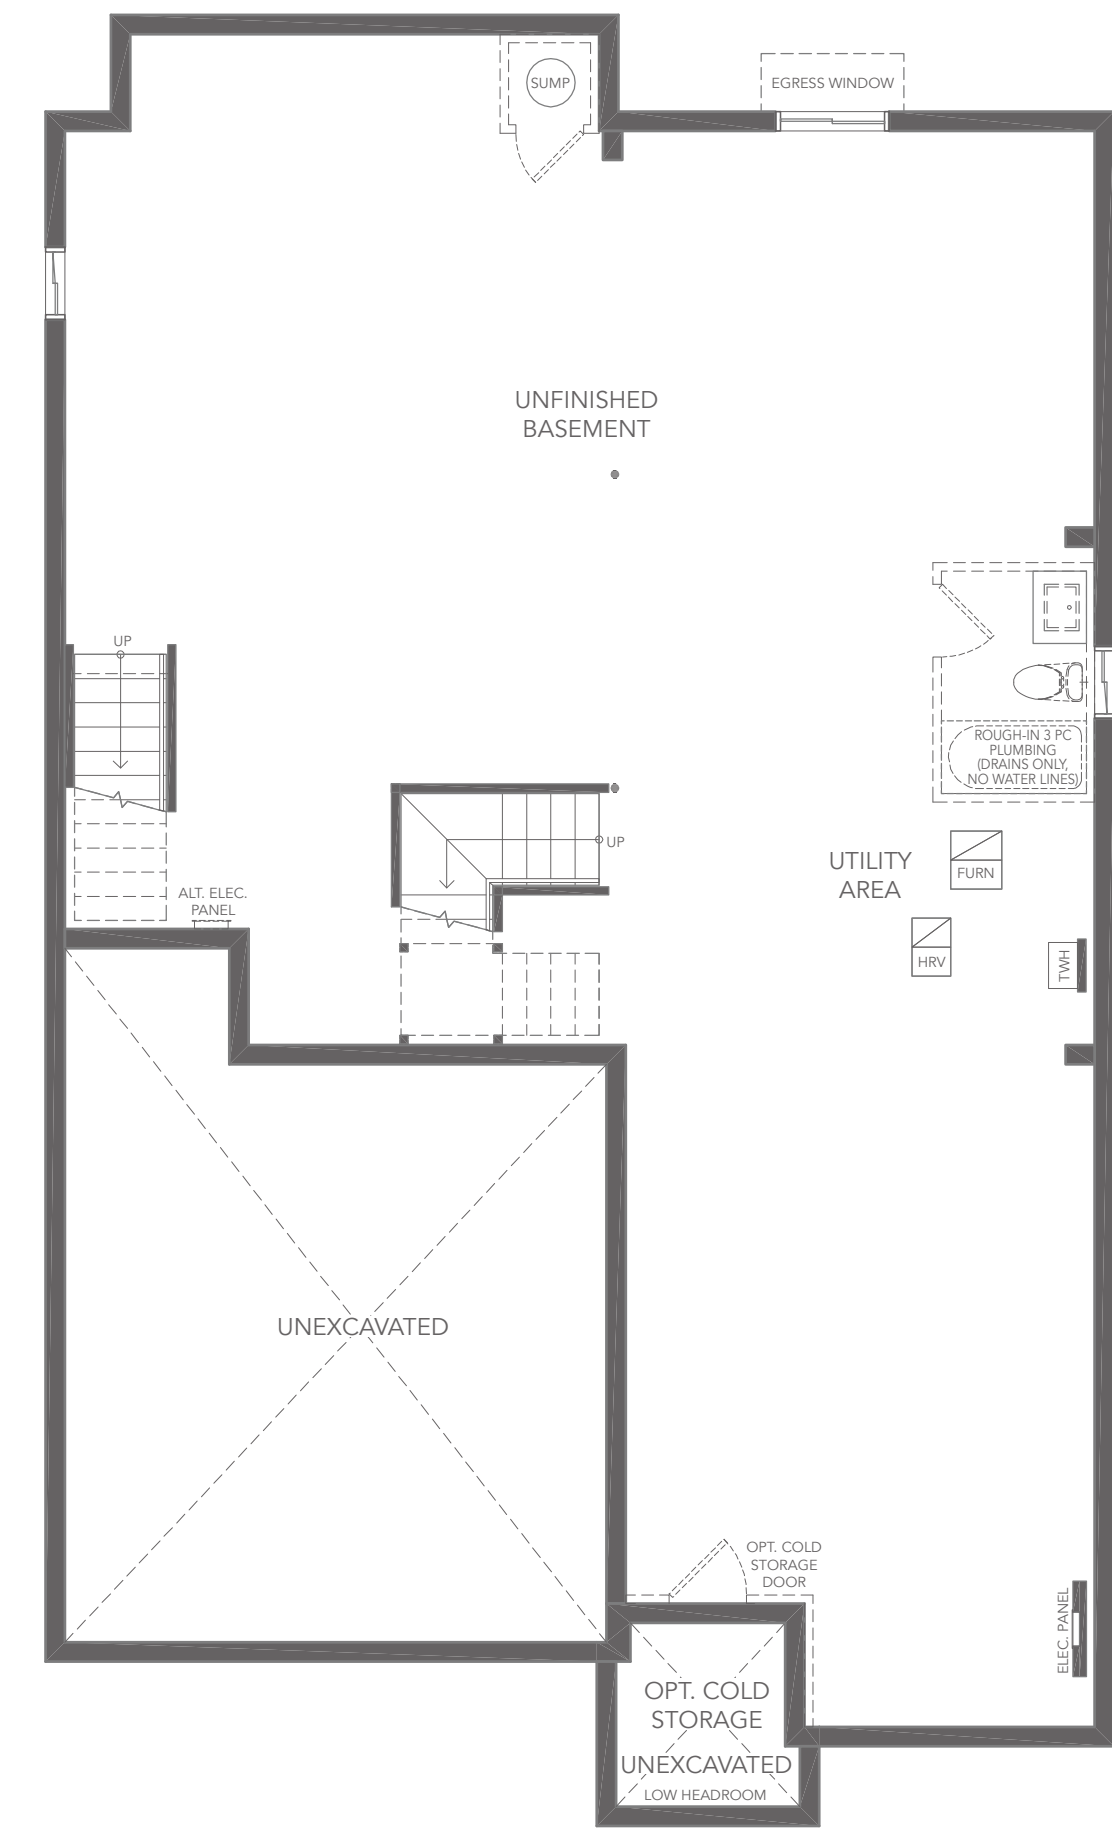 SUMP
EGRESS WINDOW
UNFINISHED
BASEMENT
UP
ROUGH-IN 3 PC
PLUMBING
(DRAINS ONLY,
NO WATER LINES)
UP
UTILITY
AREA
FURN
ALT. ELEC.
PANEL
HRV
TWH
UNEXCAVATED
OPT. COLD
STORAGE
DOOR
ELEC. PANEL
OPT. COLD
STORAGE
UNEXCAVATED
LOW HEADROOM